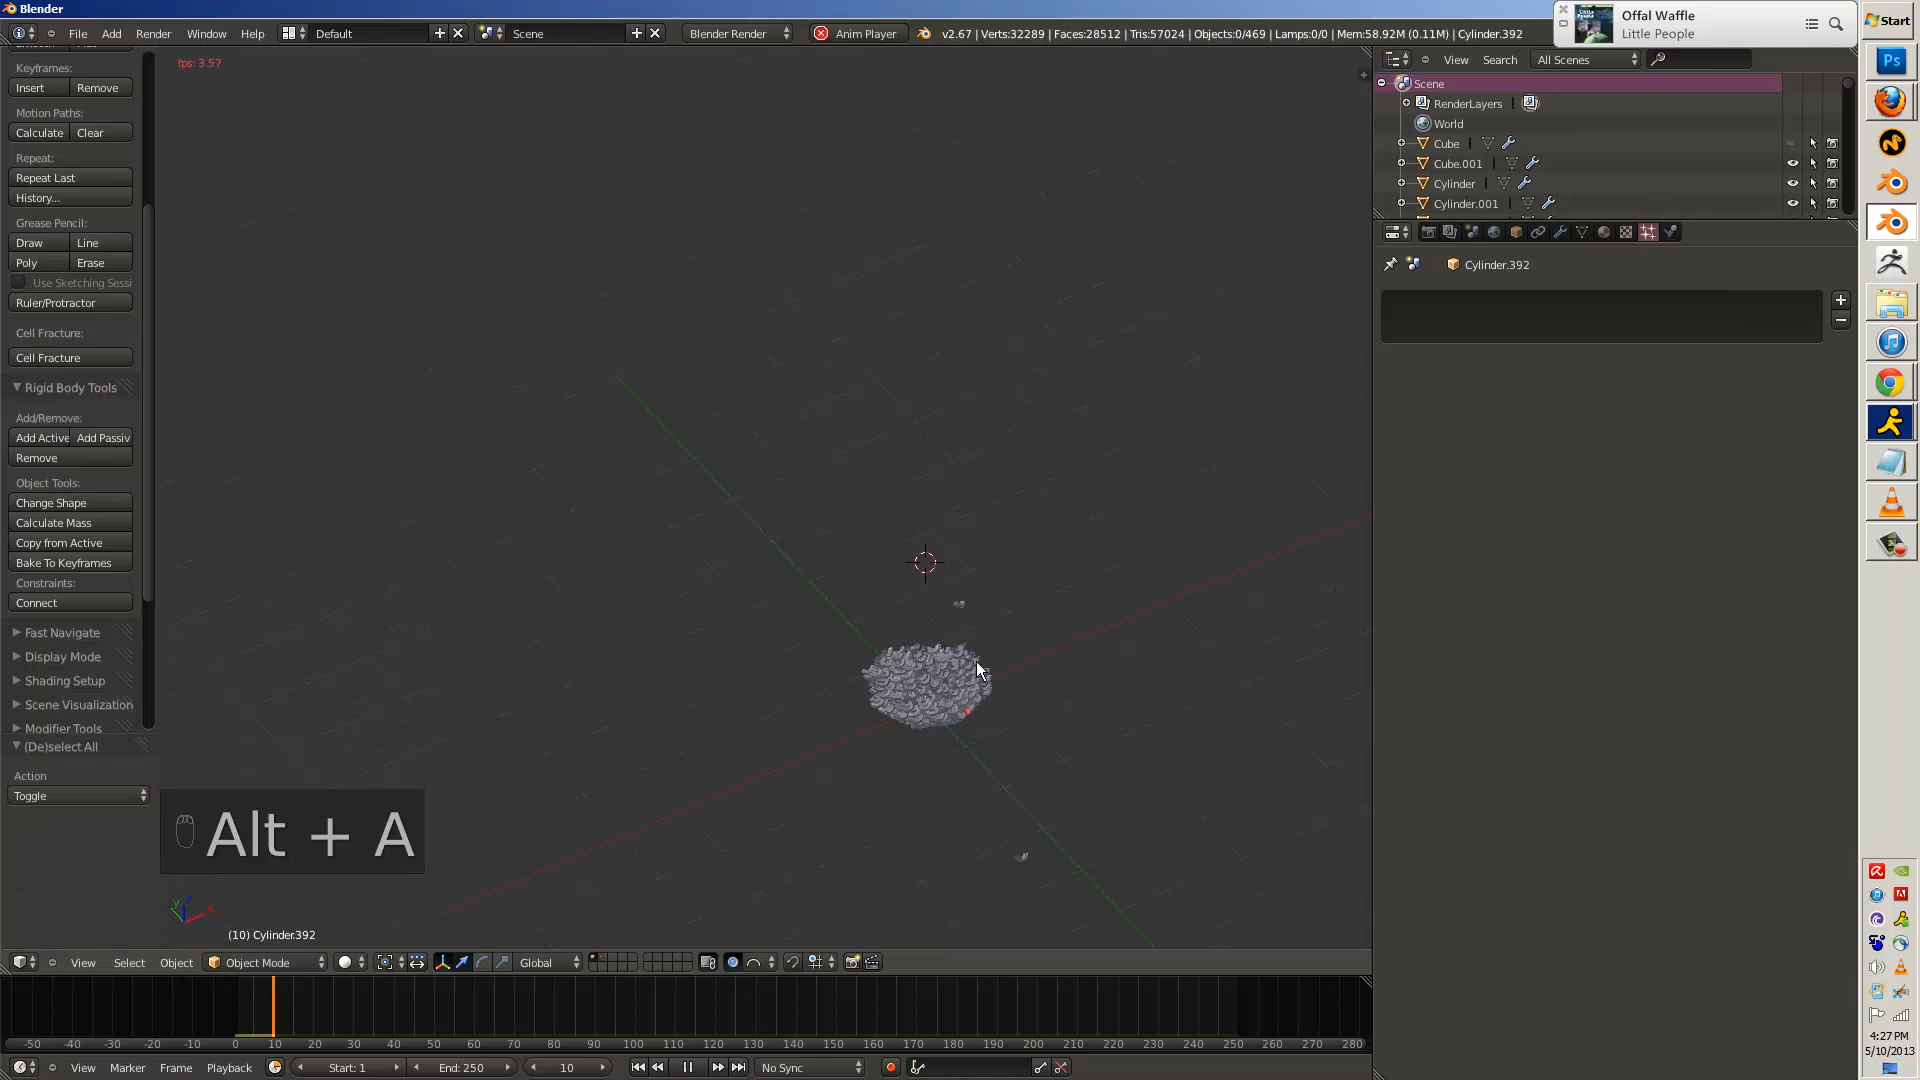 Blender
File Add Render Window Help
Default
Scene
Blender Render
Anim Player
v2.67 | Verts:32289 | Faces:28512 | Tris:57024 | Objects:0/469 | Lamps:0/0 | Mem:58.92M (0.11M) | Cylinder.392
Offal Waffle
Little People
Start
Ps
fps: 3.57
View Search All Scenes
Scene
RenderLayers |
World
Cube |
Cube.001 |
Cylinder |
Cylinder.001 |
Cylinder.392
Keyframes:
Insert Remove
Motion Paths:
Calculate Clear
Repeat:
Repeat Last
History...
Grease Pencil:
Draw Line
Poly Erase
Use Sketching Sessi
Ruler/Protractor
Cell Fracture:
Cell Fracture
Rigid Body Tools
Add/Remove:
Add Active Add Passiv
Remove
Object Tools:
Change Shape
Calculate Mass
Copy from Active
Bake To Keyframes
Constraints:
Connect
Fast Navigate
Display Mode
Shading Setup
Scene Visualization
Modifier Tools
(De)select All
Action
Toggle
Alt + A
(10) Cylinder.392
View Select Object Object Mode Global
-50 -40 -30 -20 -10 0 10 20 30 40 50 60 70 80 90 100 110 120 130 140 150 160 170 180 190 200 210 220 230 240 250 260 270 280
View Marker Frame Playback Start: 1 End: 250 10 No Sync
4:27 PM
5/10/2013